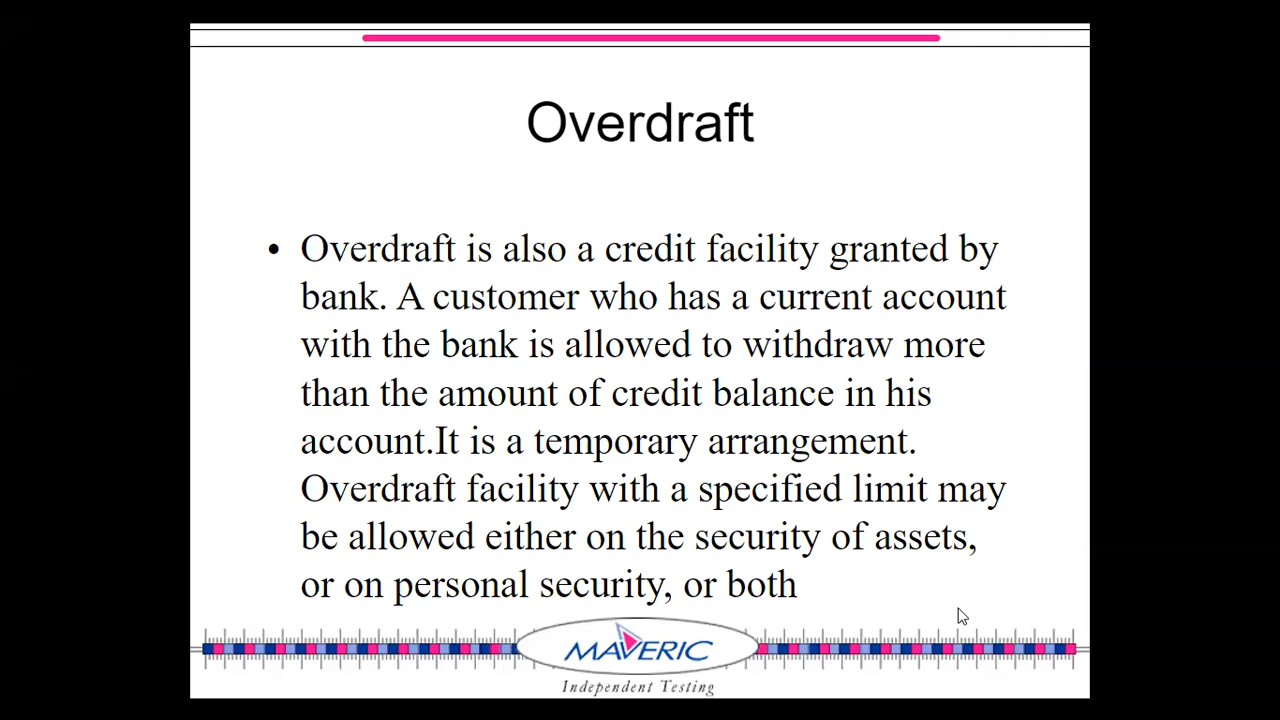 Overdraft
• Overdraft is also a credit facility granted by
bank. A customer who has a current account
with the bank is allowed to withdraw more
than the amount of credit balance in his
account.It is a temporary arrangement.
Overdraft facility with a specified limit may
be allowed either on the security of assets,
or on personal security, or both
MAVERIC
Independent Testing